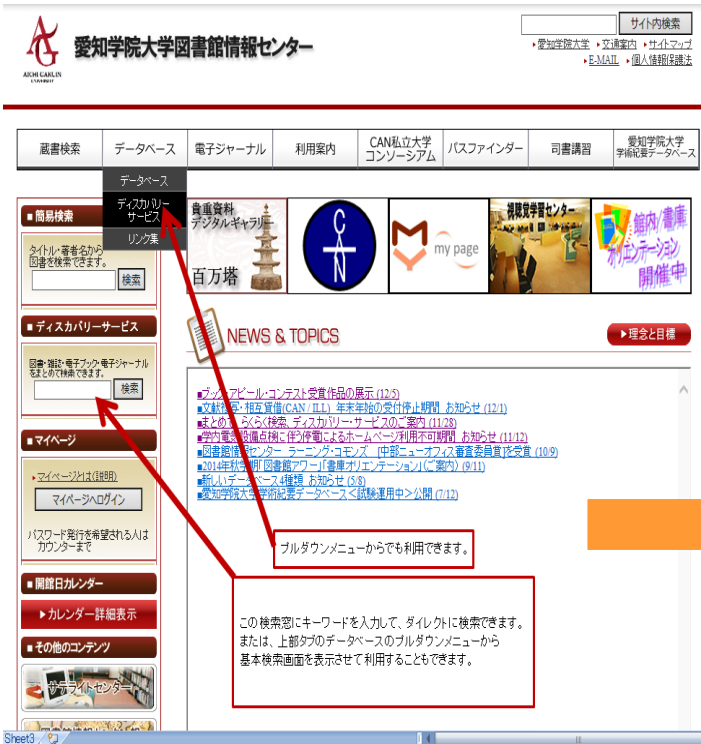 サイト内検索
愛知学院大学 交通案内 サイトマップ
E-MAIL 個人情報保護法
愛知学院大学図書館情報センター
AICHI GAKUIN
UNIVERSITY
蔵書検索 データベース 電子ジャーナル 利用案内 CAN私立大学コンソーシアム パスファインダー 司書講習 愛知学院大学学術紀要データベース
データベース
ディスカバリー
サービス
リンク集
■簡易検索
タイトル・著者名から
図書を検索できます。
検索
貴重資料
デジタルギャラリー
百万塔
CAN
my page
視聴覚学習センター
館内/書庫
オリエンテーション
開催中
■ディスカバリーサービス
図書・雑誌・電子ブック・電子ジャーナル
をまとめて検索できます。
検索
NEWS & TOPICS
▶理念と目標
■ブック・アピール・コンテスト受賞作品の展示 (12/5)
■文献複写・相互貸借(CAN / ILL) 年末年始の受付停止期間 お知らせ (12/1)
■まとめて、らくらく検索、ディスカバリー・サービスのご案内 (11/28)
■学内電気設備点検に伴う停電によるホームページ利用不可期間 お知らせ (11/12)
■図書館情報センター ラーニング・コモンズ [中部ニューオフィス審査委員賞]を受賞 (10/9)
■2014年秋学期「図書館アワー」「書庫オリエンテーション」(ご案内) (9/11)
■新しいデータベース4種類 お知らせ (5/8)
■愛知学院大学学術紀要データベース<試験運用中>公開 (7/12)
■マイページ
マイページとは(説明)
マイページへログイン
パスワード発行を希望される人は
カウンターまで
■開館日カレンダー
▶カレンダー詳細表示
■その他のコンテンツ
サテライトセンター
プルダウンメニューからでも利用できます。
この検索窓にキーワードを入力して、ダイレクトに検索できます。
または、上部タブのデータベースのプルダウンメニューから
基本検索画面を表示させて利用することもできます。
Sheet3